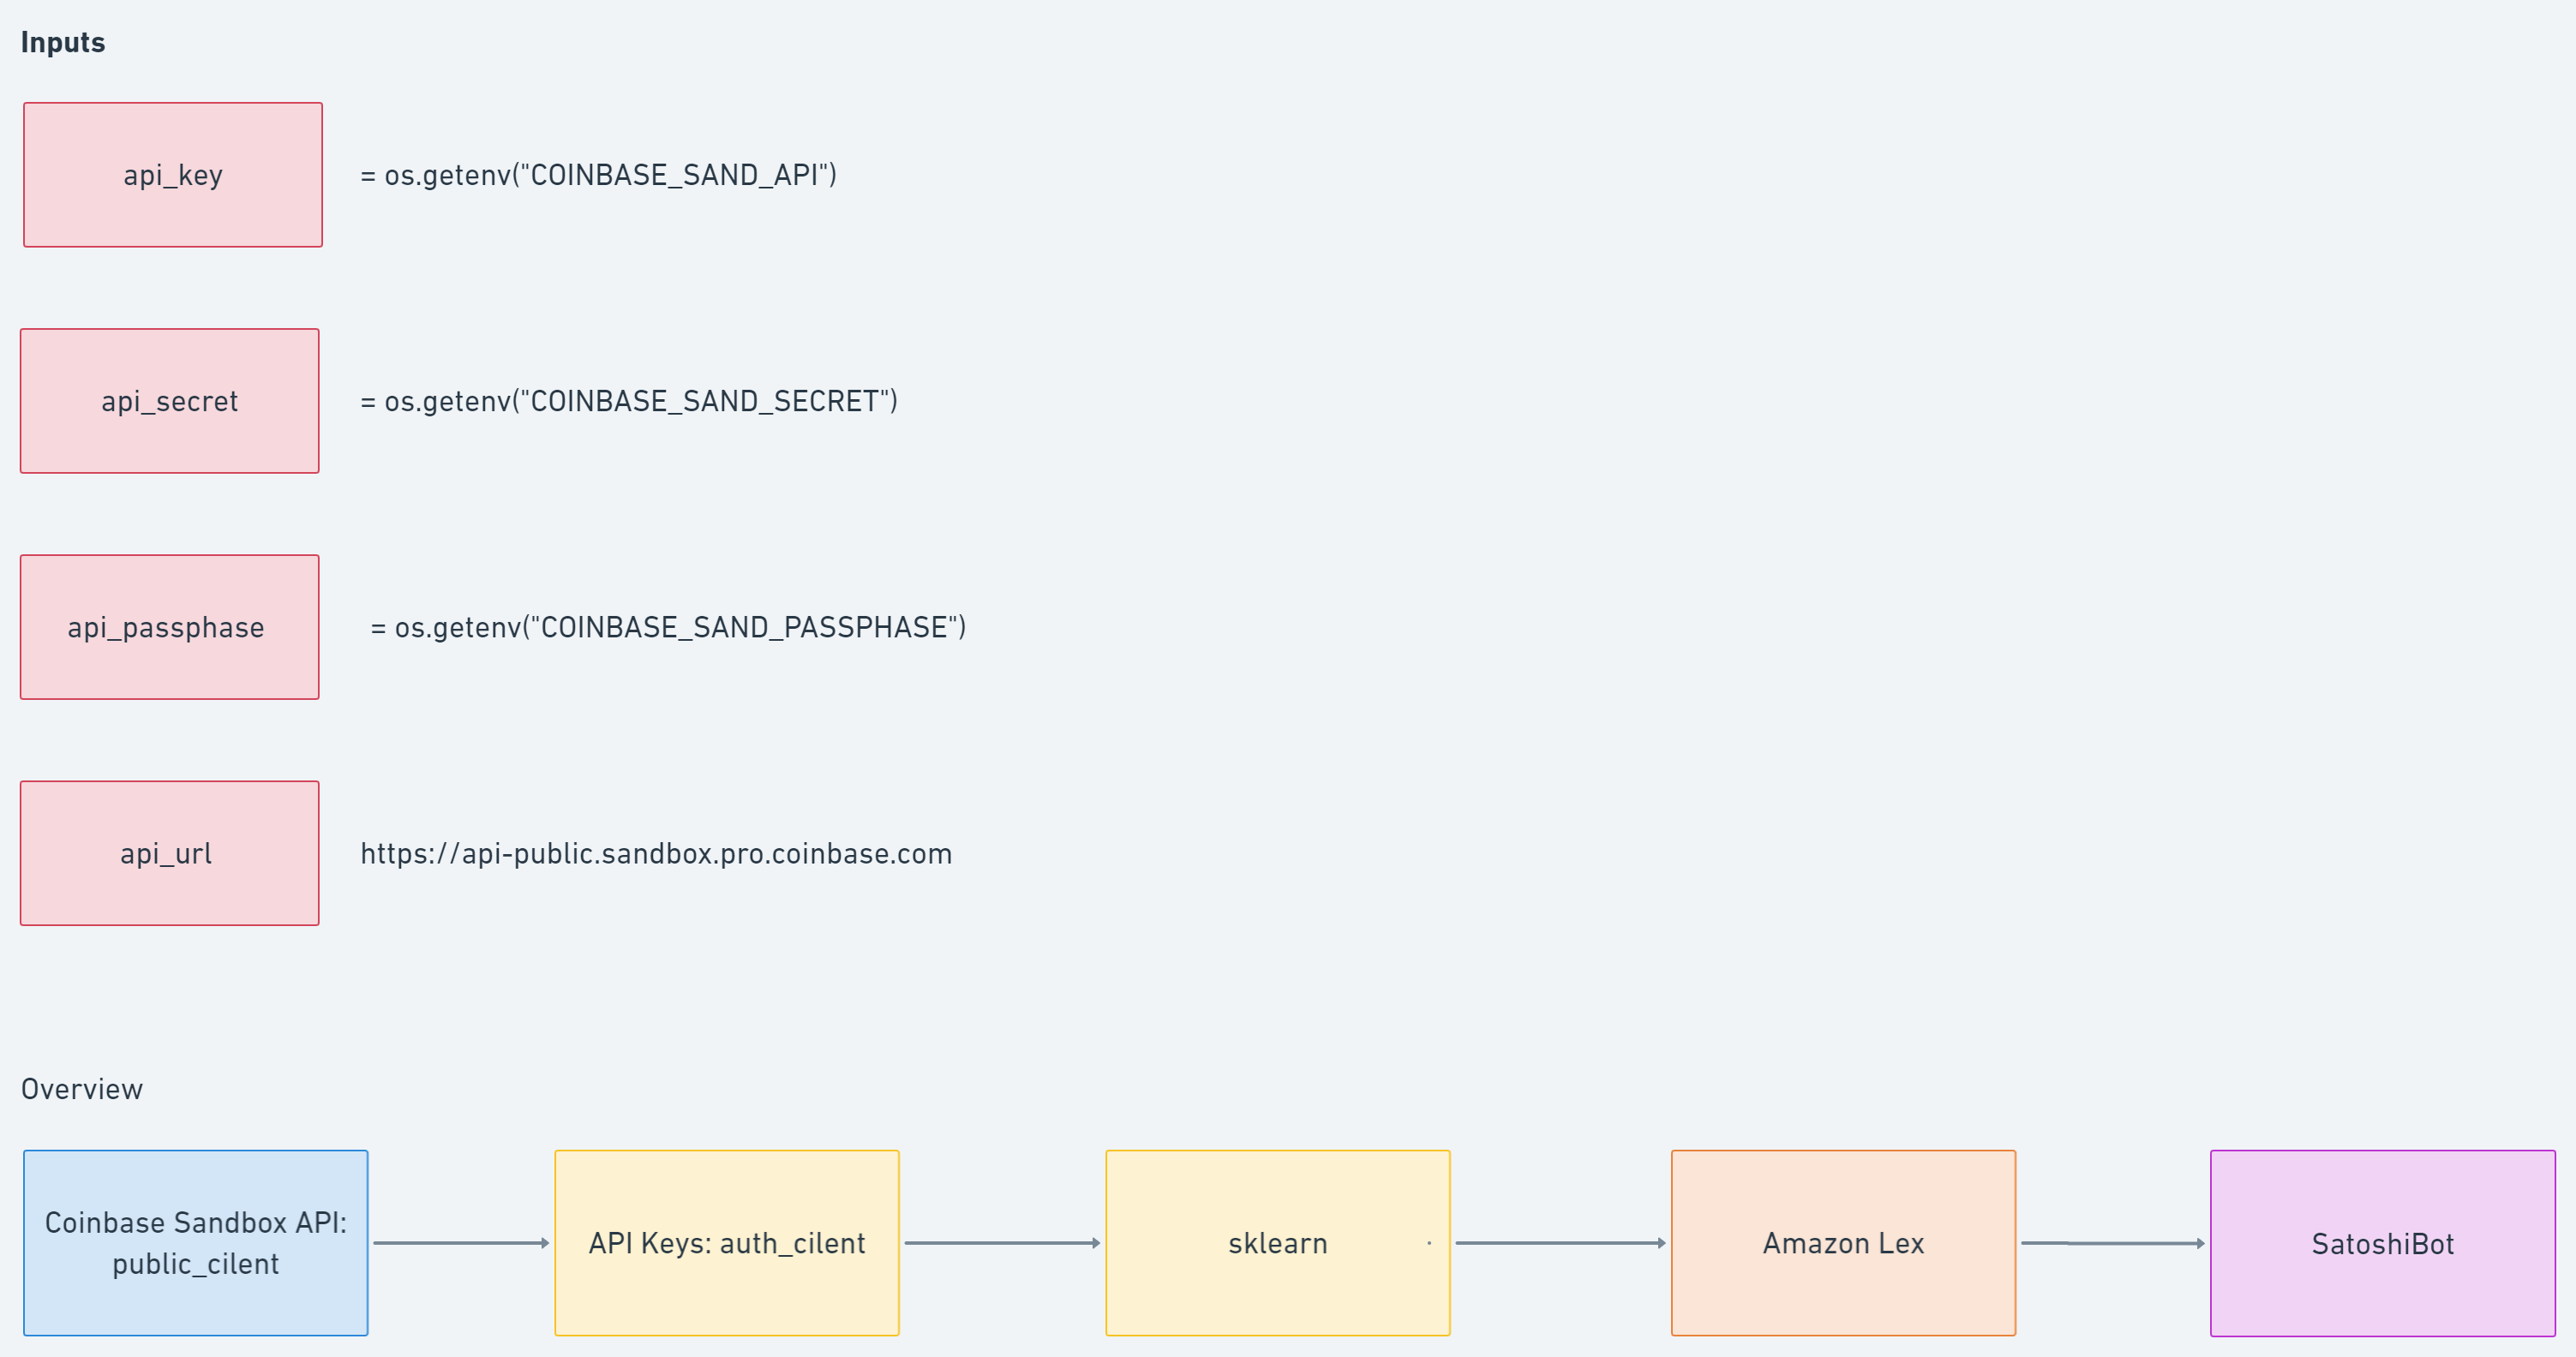 Inputs
api_key
= os.getenv("COINBASE_SAND_API")
api_secret
= os.getenv("COINBASE_SAND_SECRET")
api_passphase
= os.getenv("COINBASE_SAND_PASSPHASE")
api_url
https://api-public.sandbox.pro.coinbase.com
Overview
Coinbase Sandbox API:
public_cilent
API Keys: auth_cilent
sklearn
Amazon Lex
SatoshiBot